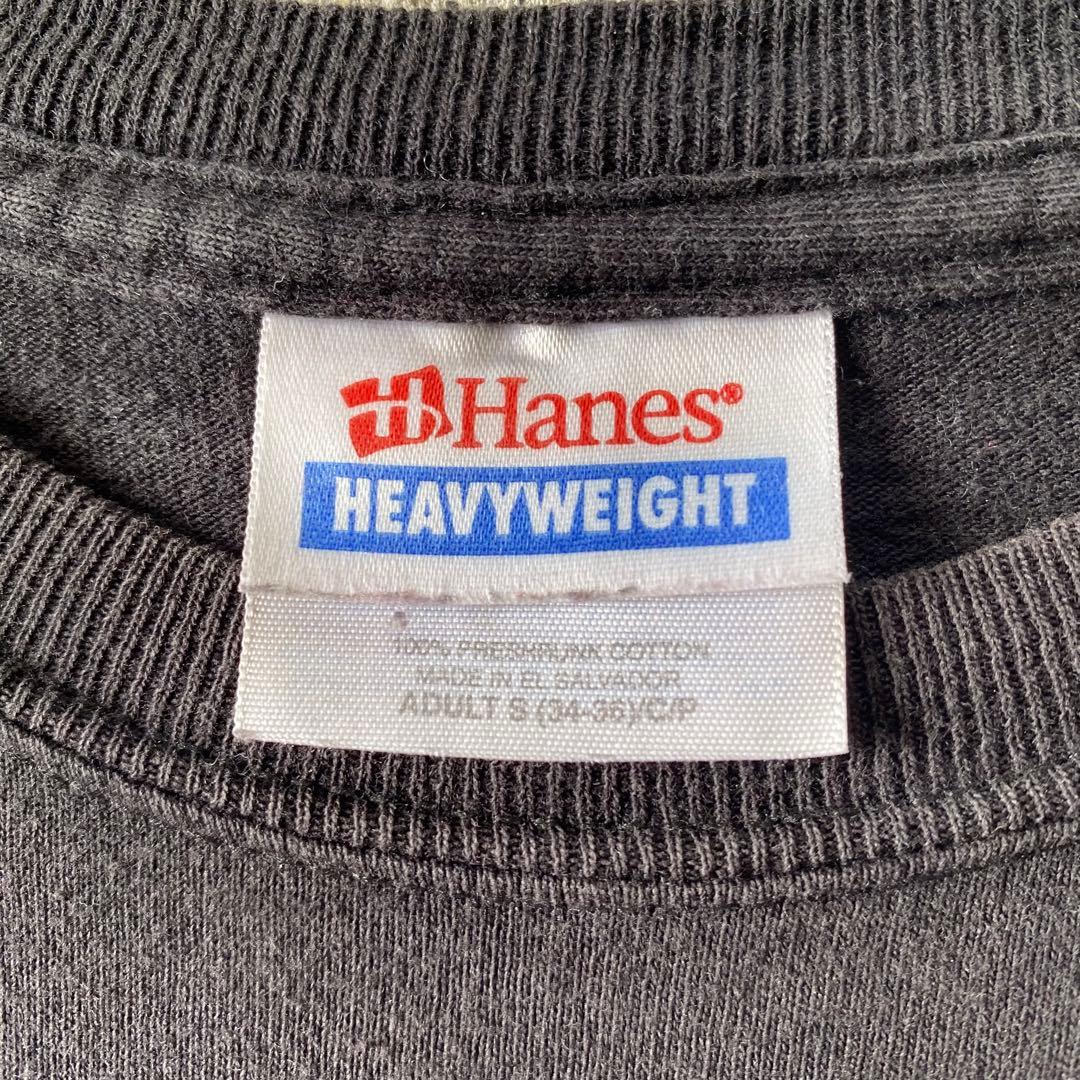 Hanes®
HEAVYWEIGHT
100% PRESHRUNK COTTON
MADE IN EL SALVADOR
ADULT S (34-36)/C/P